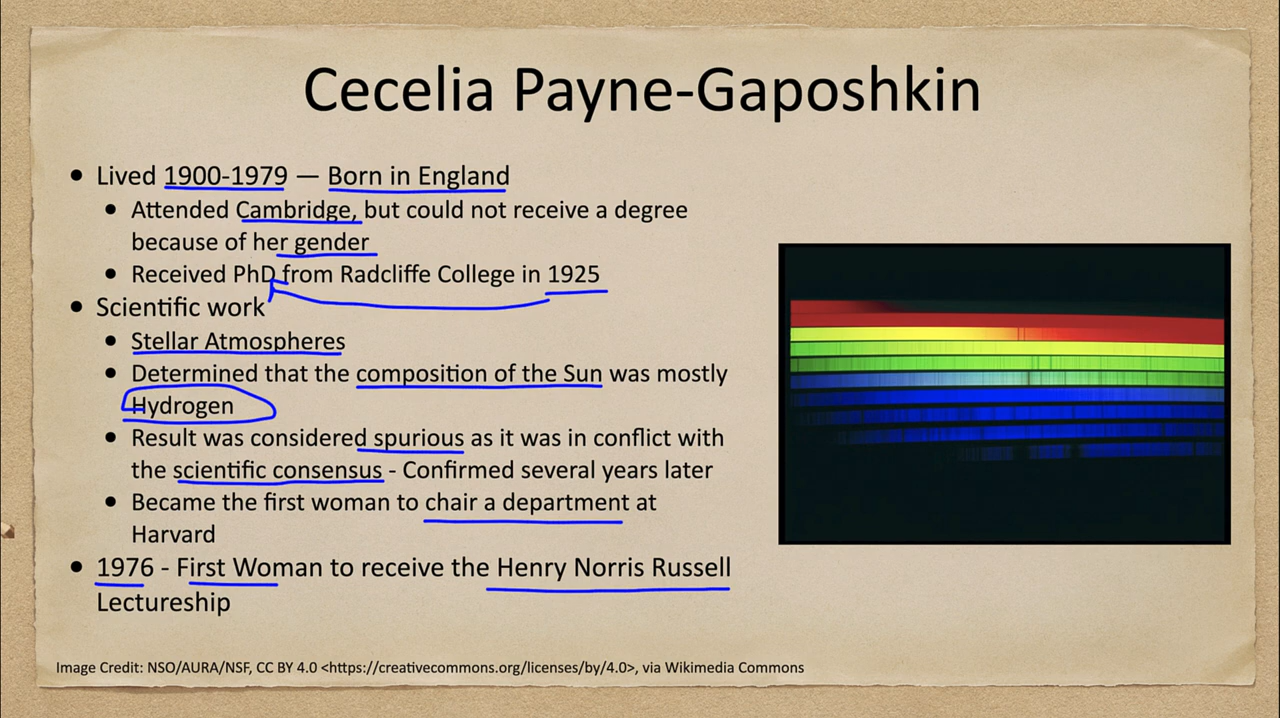 Cecelia Payne-Gaposhkin
• Lived 1900-1979 — Born in England
• Attended Cambridge, but could not receive a degree
because of her gender
• Received PhD from Radcliffe College in 1925
• Scientific work
• Stellar Atmospheres
• Determined that the composition of the Sun was mostly
Hydrogen
• Result was considered spurious as it was in conflict with
the scientific consensus - Confirmed several years later
• Became the first woman to chair a department at
Harvard
• 1976 - First Woman to receive the Henry Norris Russell
Lectureship
Image Credit: NSO/AURA/NSF, CC BY 4.0 <https://creativecommons.org/licenses/by/4.0>, via Wikimedia Commons